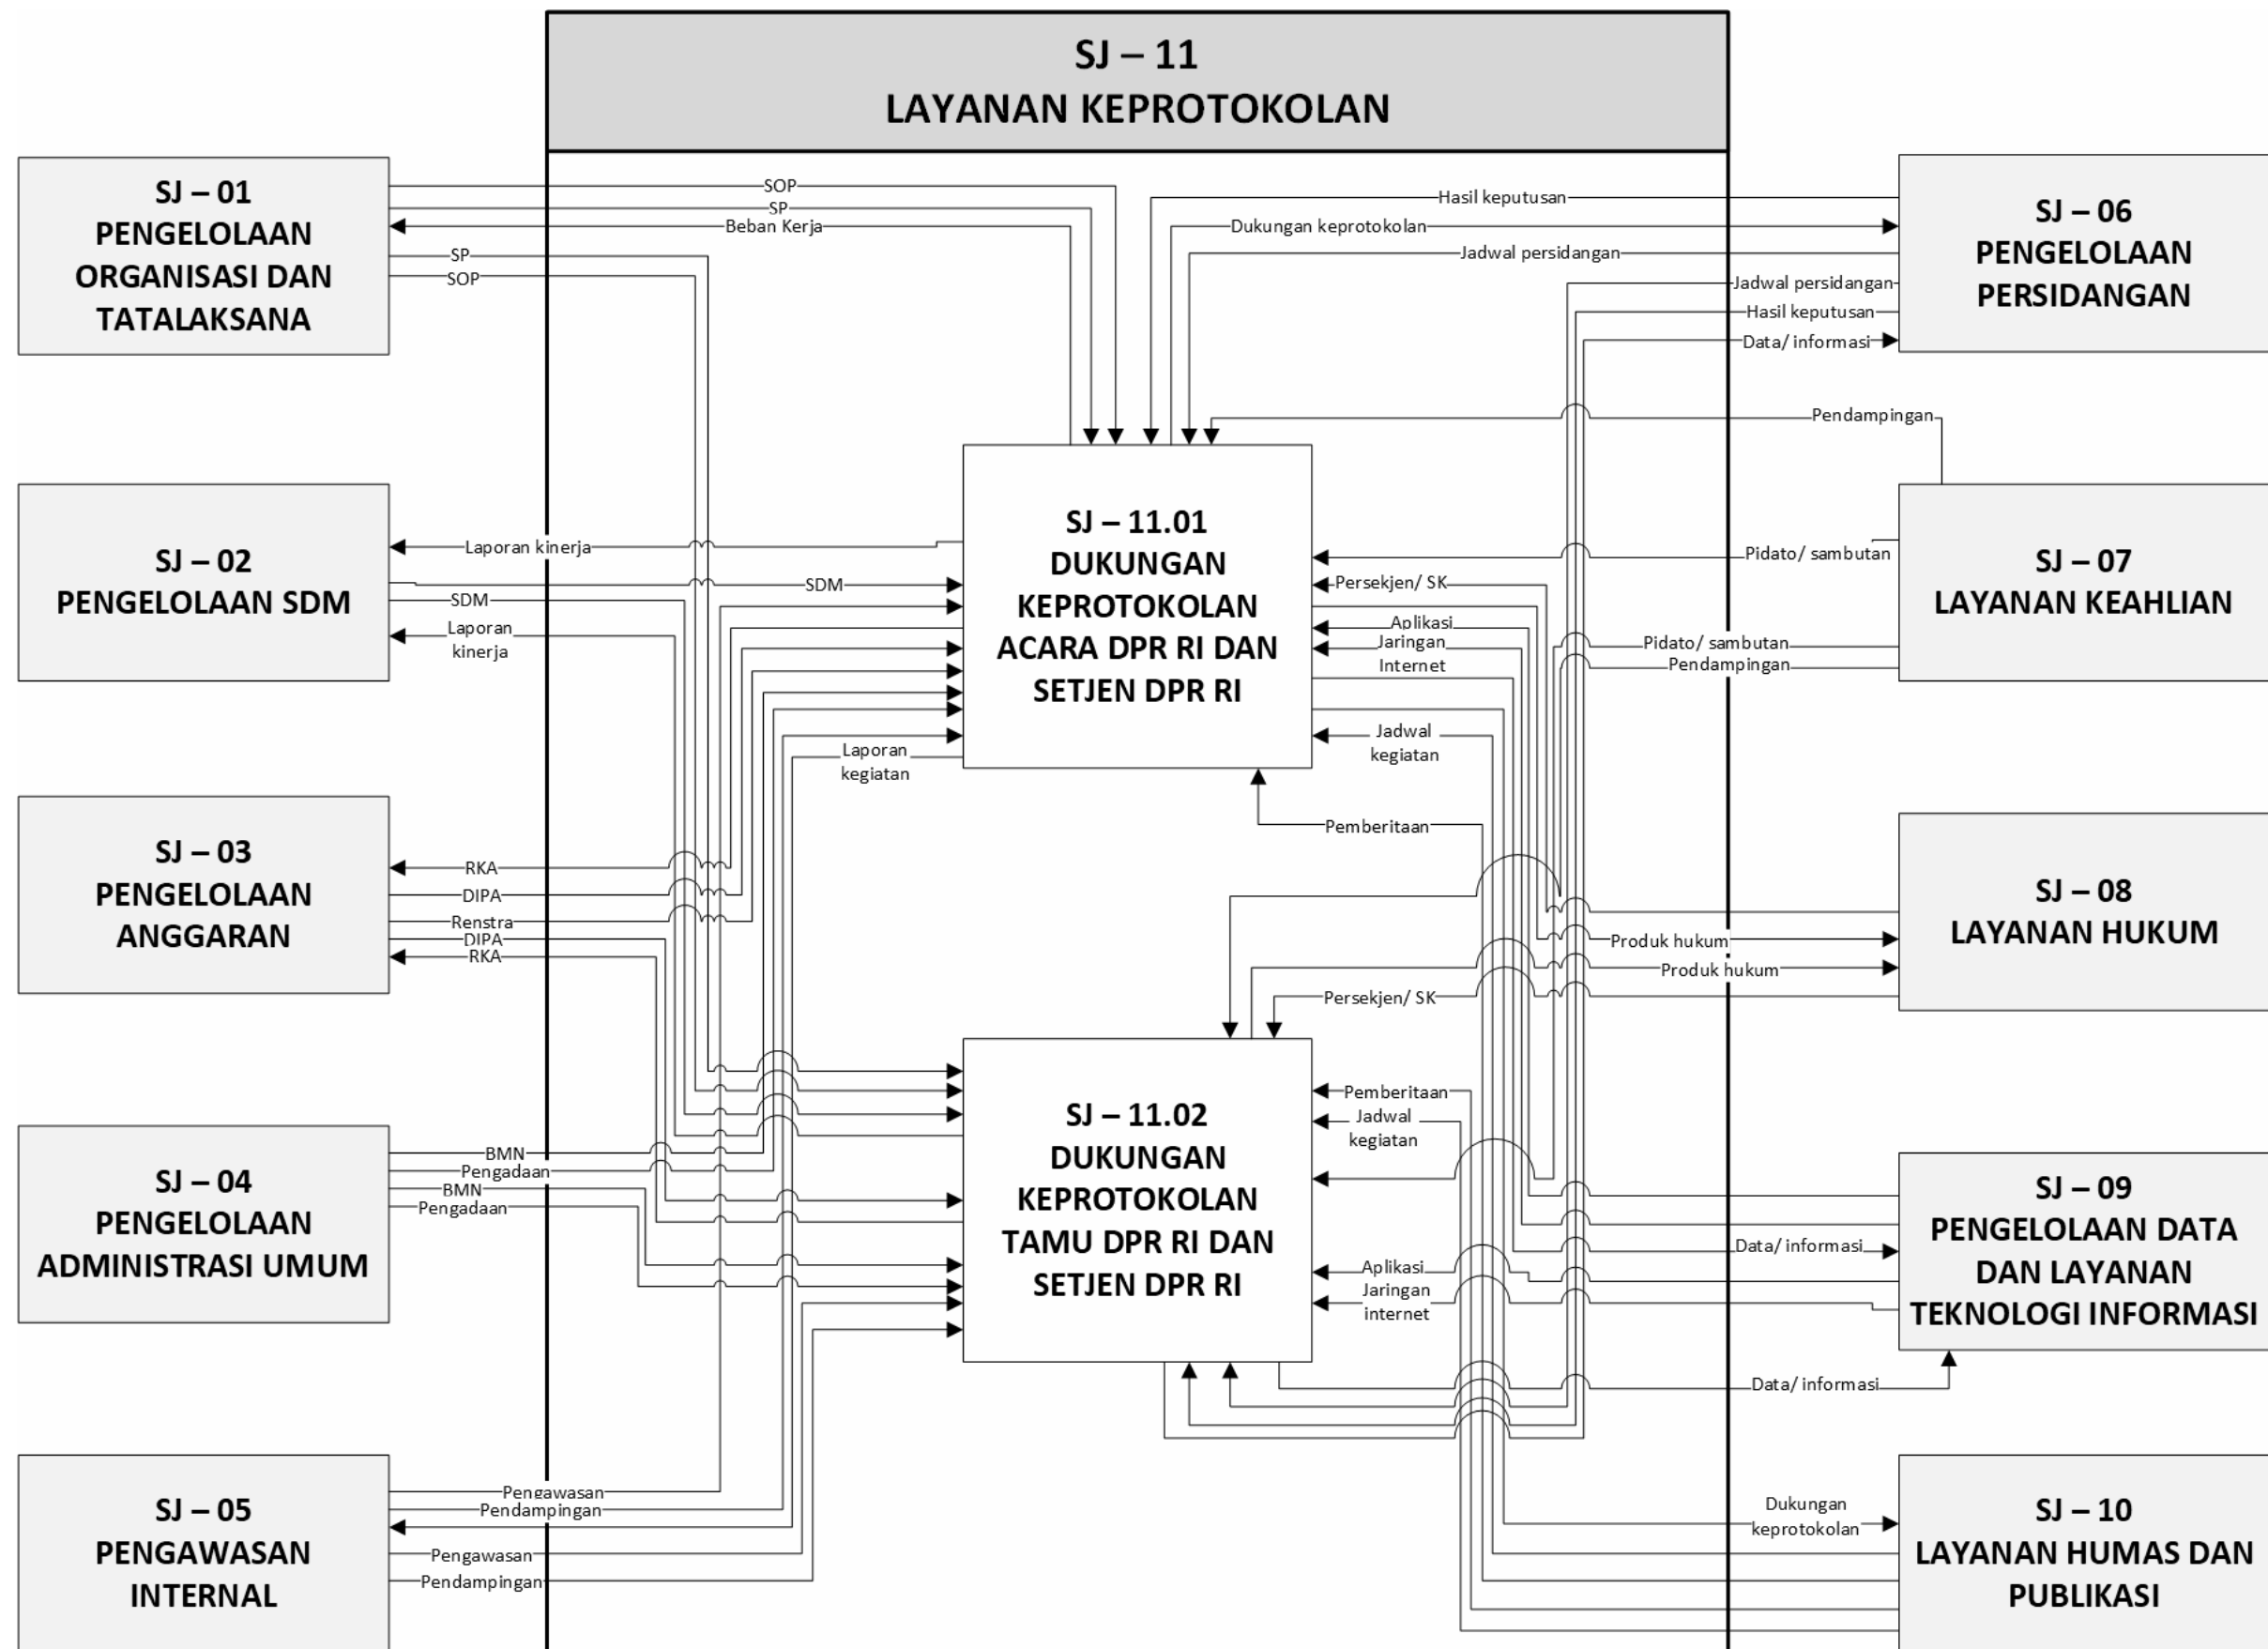 SJ – 11
LAYANAN KEPROTOKOLAN
SJ – 01
PENGELOLAAN
ORGANISASI DAN
TATALAKSANA
SOP
SP
Beban Kerja
SP
SOP
Hasil keputusan
Dukungan keprotokolan
Jadwal persidangan
Jadwal persidangan
Hasil keputusan
Data/ informasi
SJ – 06
PENGELOLAAN
PERSIDANGAN
Pendampingan
SJ – 02
PENGELOLAAN SDM
Laporan kinerja
SDM
SDM
Laporan
kinerja
SJ – 11.01
DUKUNGAN
KEPROTOKOLAN
ACARA DPR RI DAN
SETJEN DPR RI
Pidato/ sambutan
Persekjen/ SK
Aplikasi
Jaringan
Internet
Pidato/ sambutan
Pendampingan
SJ – 07
LAYANAN KEAHLIAN
Laporan
kegiatan
Jadwal
kegiatan
Pemberitaan
SJ – 03
PENGELOLAAN
ANGGARAN
RKA
DIPA
Renstra
DIPA
RKA
Produk hukum
Produk hukum
Persekjen/ SK
SJ – 08
LAYANAN HUKUM
SJ – 04
PENGELOLAAN
ADMINISTRASI UMUM
BMN
Pengadaan
BMN
Pengadaan
SJ – 11.02
DUKUNGAN
KEPROTOKOLAN
TAMU DPR RI DAN
SETJEN DPR RI
Pemberitaan
Jadwal
kegiatan
Aplikasi
Jaringan
internet
Data/ informasi
Data/ informasi
SJ – 09
PENGELOLAAN DATA
DAN LAYANAN
TEKNOLOGI INFORMASI
SJ – 05
PENGAWASAN
INTERNAL
Pengawasan
Pendampingan
Pengawasan
Pendampingan
Dukungan
keprotokolan
SJ – 10
LAYANAN HUMAS DAN
PUBLIKASI